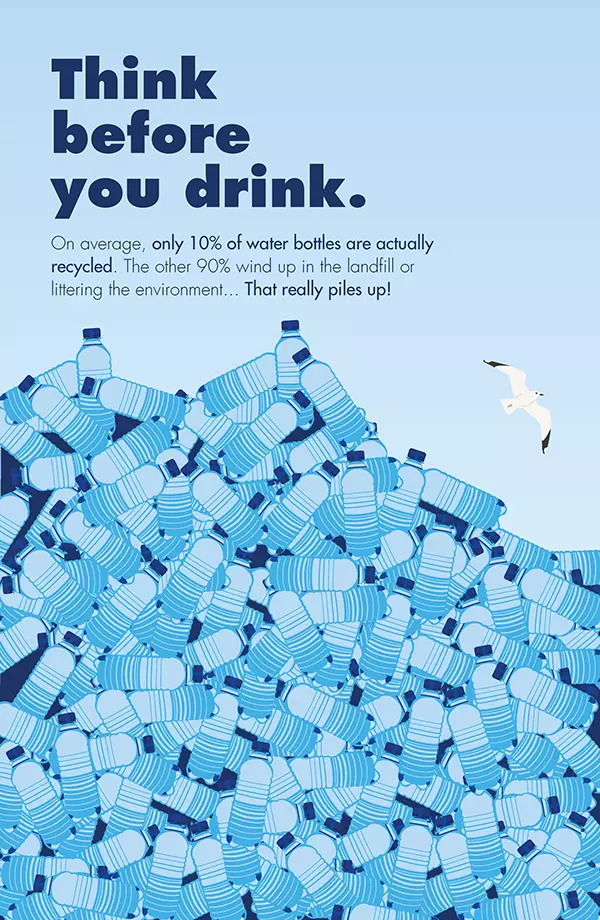 Think
before
you drink.
On average, only 10% of water bottles are actually
recycled. The other 90% wind up in the landfill or
littering the environment... That really piles up!